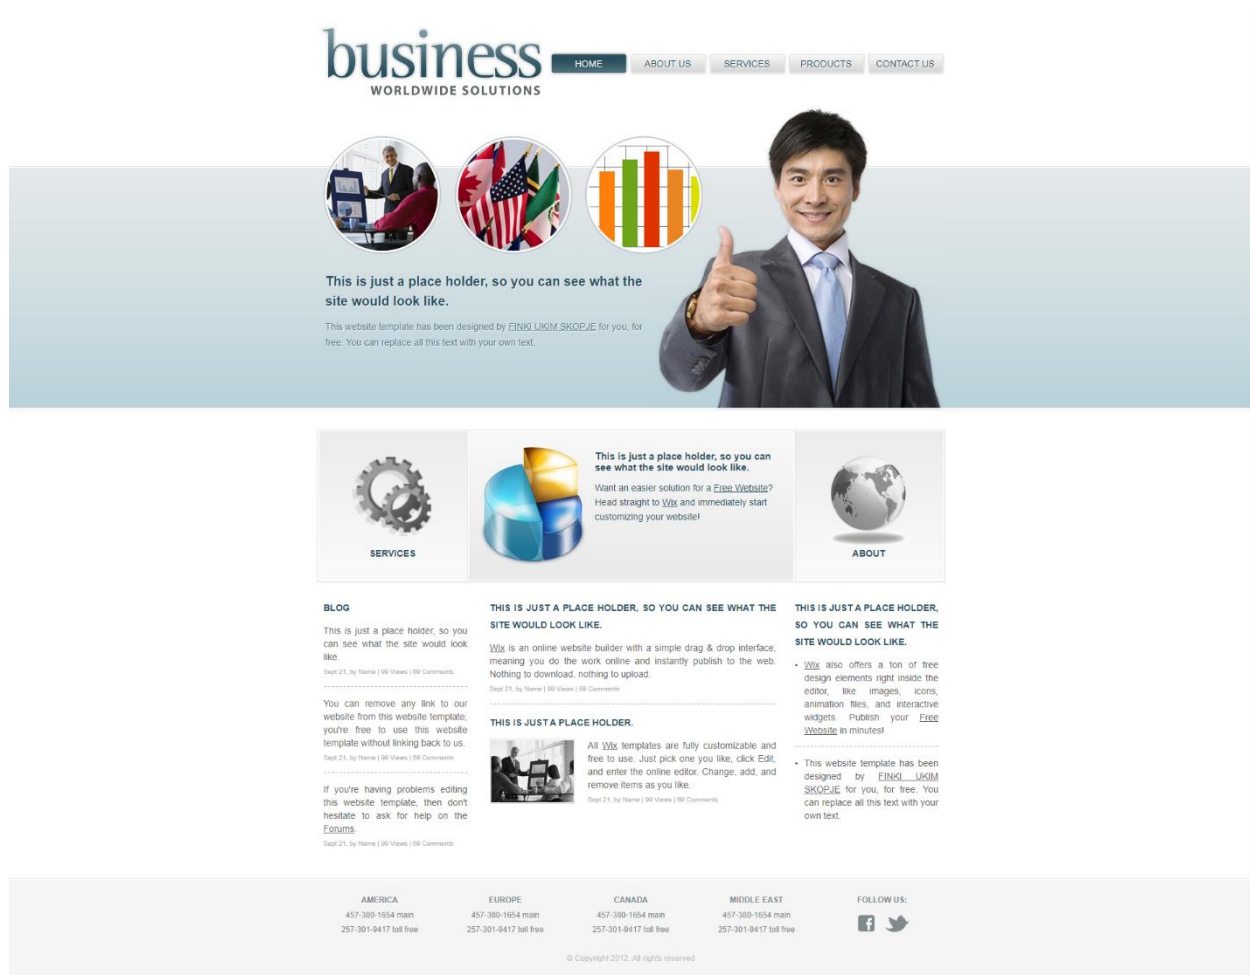 business
WORLDWIDE SOLUTIONS
HOME
ABOUT US
SERVICES
PRODUCTS
CONTACT US
This is just a place holder, so you can see what the
site would look like.
This website template has been designed by FINKI UKIM SKOPJE for you, for
free. You can replace all this text with your own text.
SERVICES
This is just a place holder, so you can
see what the site would look like.
Want an easier solution for a Free Website?
Head straight to Wix and immediately start
customizing your website!
ABOUT
BLOG
This is just a place holder, so you
can see what the site would look
like.
Sept 21, by Name | 99 Views | 69 Comments
You can remove any link to our
website from this website template,
you're free to use this website
template without linking back to us.
Sept 21, by Name | 99 Views | 69 Comments
If you're having problems editing
this website template, then don't
hesitate to ask for help on the
Forums.
Sept 21, by Name | 99 Views | 69 Comments
THIS IS JUST A PLACE HOLDER, SO YOU CAN SEE WHAT THE
SITE WOULD LOOK LIKE.
Wix is an online website builder with a simple drag & drop interface,
meaning you do the work online and instantly publish to the web.
Nothing to download, nothing to upload.
Sept 21, by Name | 99 Views | 69 Comments
THIS IS JUST A PLACE HOLDER.
All Wix templates are fully customizable and
free to use. Just pick one you like, click Edit,
and enter the online editor. Change, add, and
remove items as you like.
Sept 21, by Name | 99 Views | 69 Comments
THIS IS JUST A PLACE HOLDER,
SO YOU CAN SEE WHAT THE
SITE WOULD LOOK LIKE.
• Wix also offers a ton of free
design elements right inside the
editor, like images, icons,
animation files, and interactive
widgets. Publish your Free
Website in minutes!
• This website template has been
designed by FINKI UKIM
SKOPJE for you, for free. You
can replace all this text with your
own text.
AMERICA
457-380-1654 main
257-301-9417 toll free
EUROPE
457-380-1654 main
257-301-9417 toll free
CANADA
457-380-1654 main
257-301-9417 toll free
MIDDLE EAST
457-380-1654 main
257-301-9417 toll free
FOLLOW US:
© Copyright 2012. All rights reserved